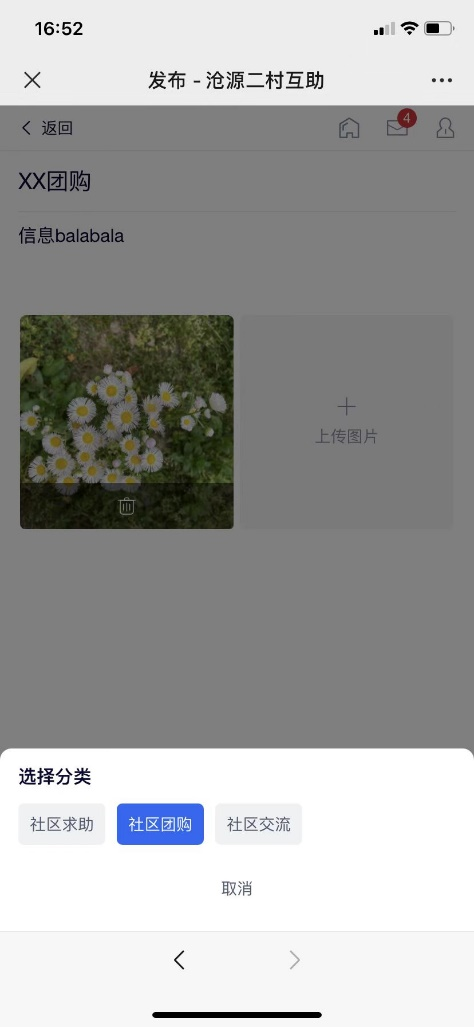 16:52
发布 - 沧源二村互助
返回
4
XX团购
信息balabala
上传图片
选择分类
社区求助
社区团购
社区交流
取消